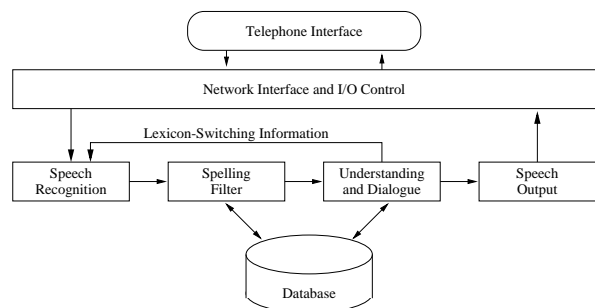 Telephone Interface
Network Interface and I/O Control
Lexicon-Switching Information
Speech
Recognition
Spelling
Filter
Understanding
and Dialogue
Speech
Output
Database